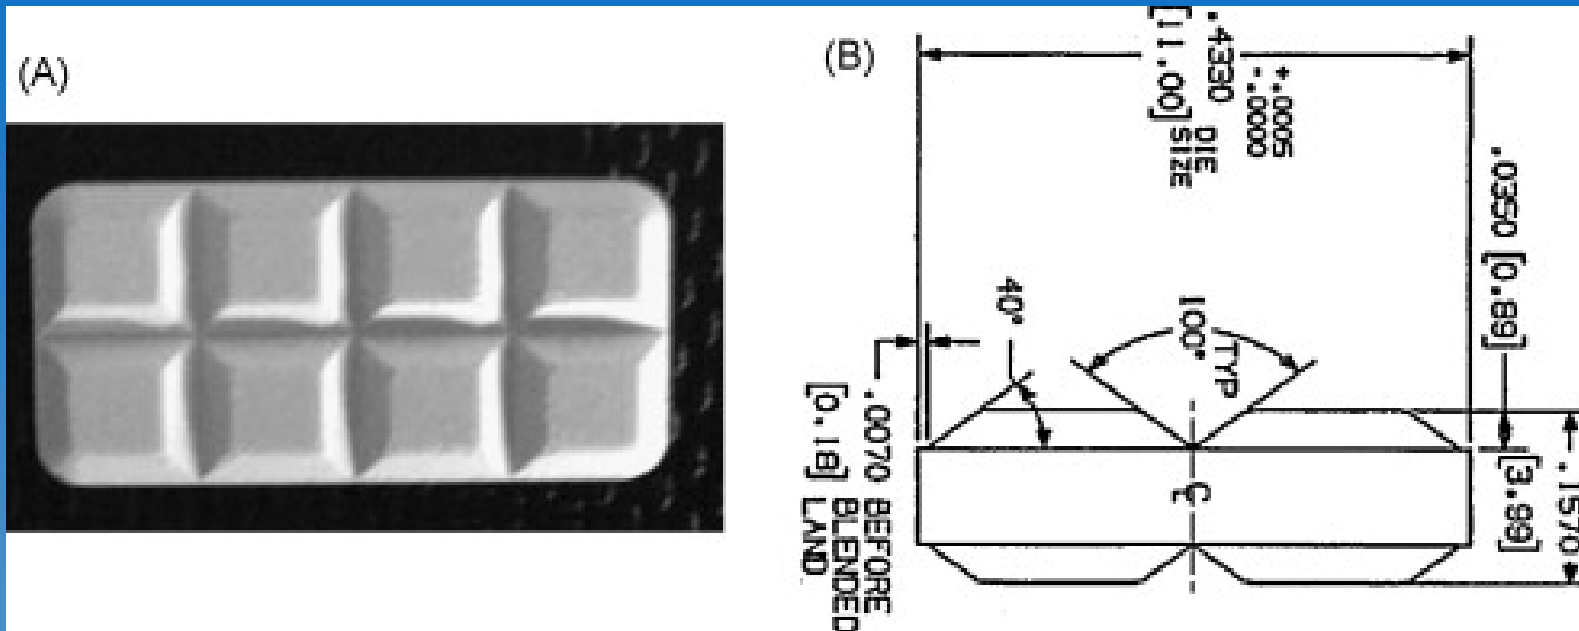 (A)
(B)
.4330 +.0005
-.0000
[11.00] DIE
SIZE
.0350 [0.89]
40°
100°
TYP
.0070 BEFORE
[0.18] BLENDED
LAND
CL
.1570
[3.99]